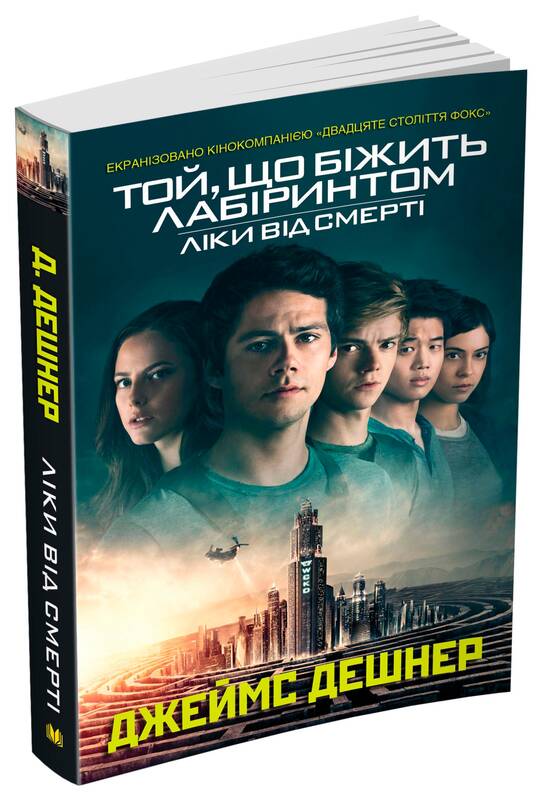 ЕКРАНІЗОВАНО КІНОКОМПАНІЄЮ «ДВАДЦЯТЕ СТОЛІТТЯ ФОКС»
ТОЙ, ЩО БІЖИТЬ
ЛАБІРИНТОМ
ЛІКИ ВІД СМЕРТІ
ДЖЕЙМС ДЕШНЕР
Д. ДЕШНЕР
ЛІКИ ВІД СМЕРТІ